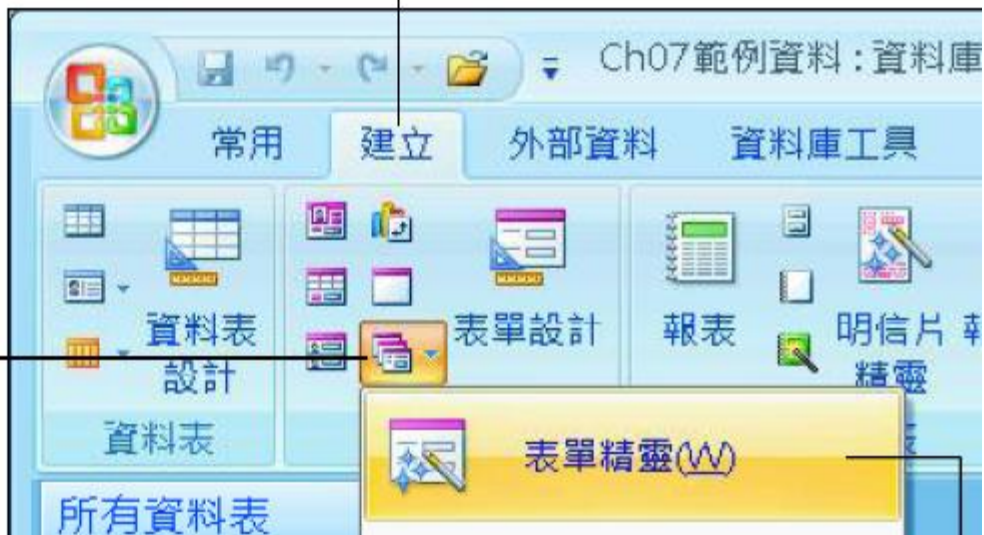 Ch07範例資料:資料庫
常用 建立 外部資料 資料庫工具
資料表
設計
表單設計
報表
明信片
精靈
資料表
表單精靈(W)
所有資料表